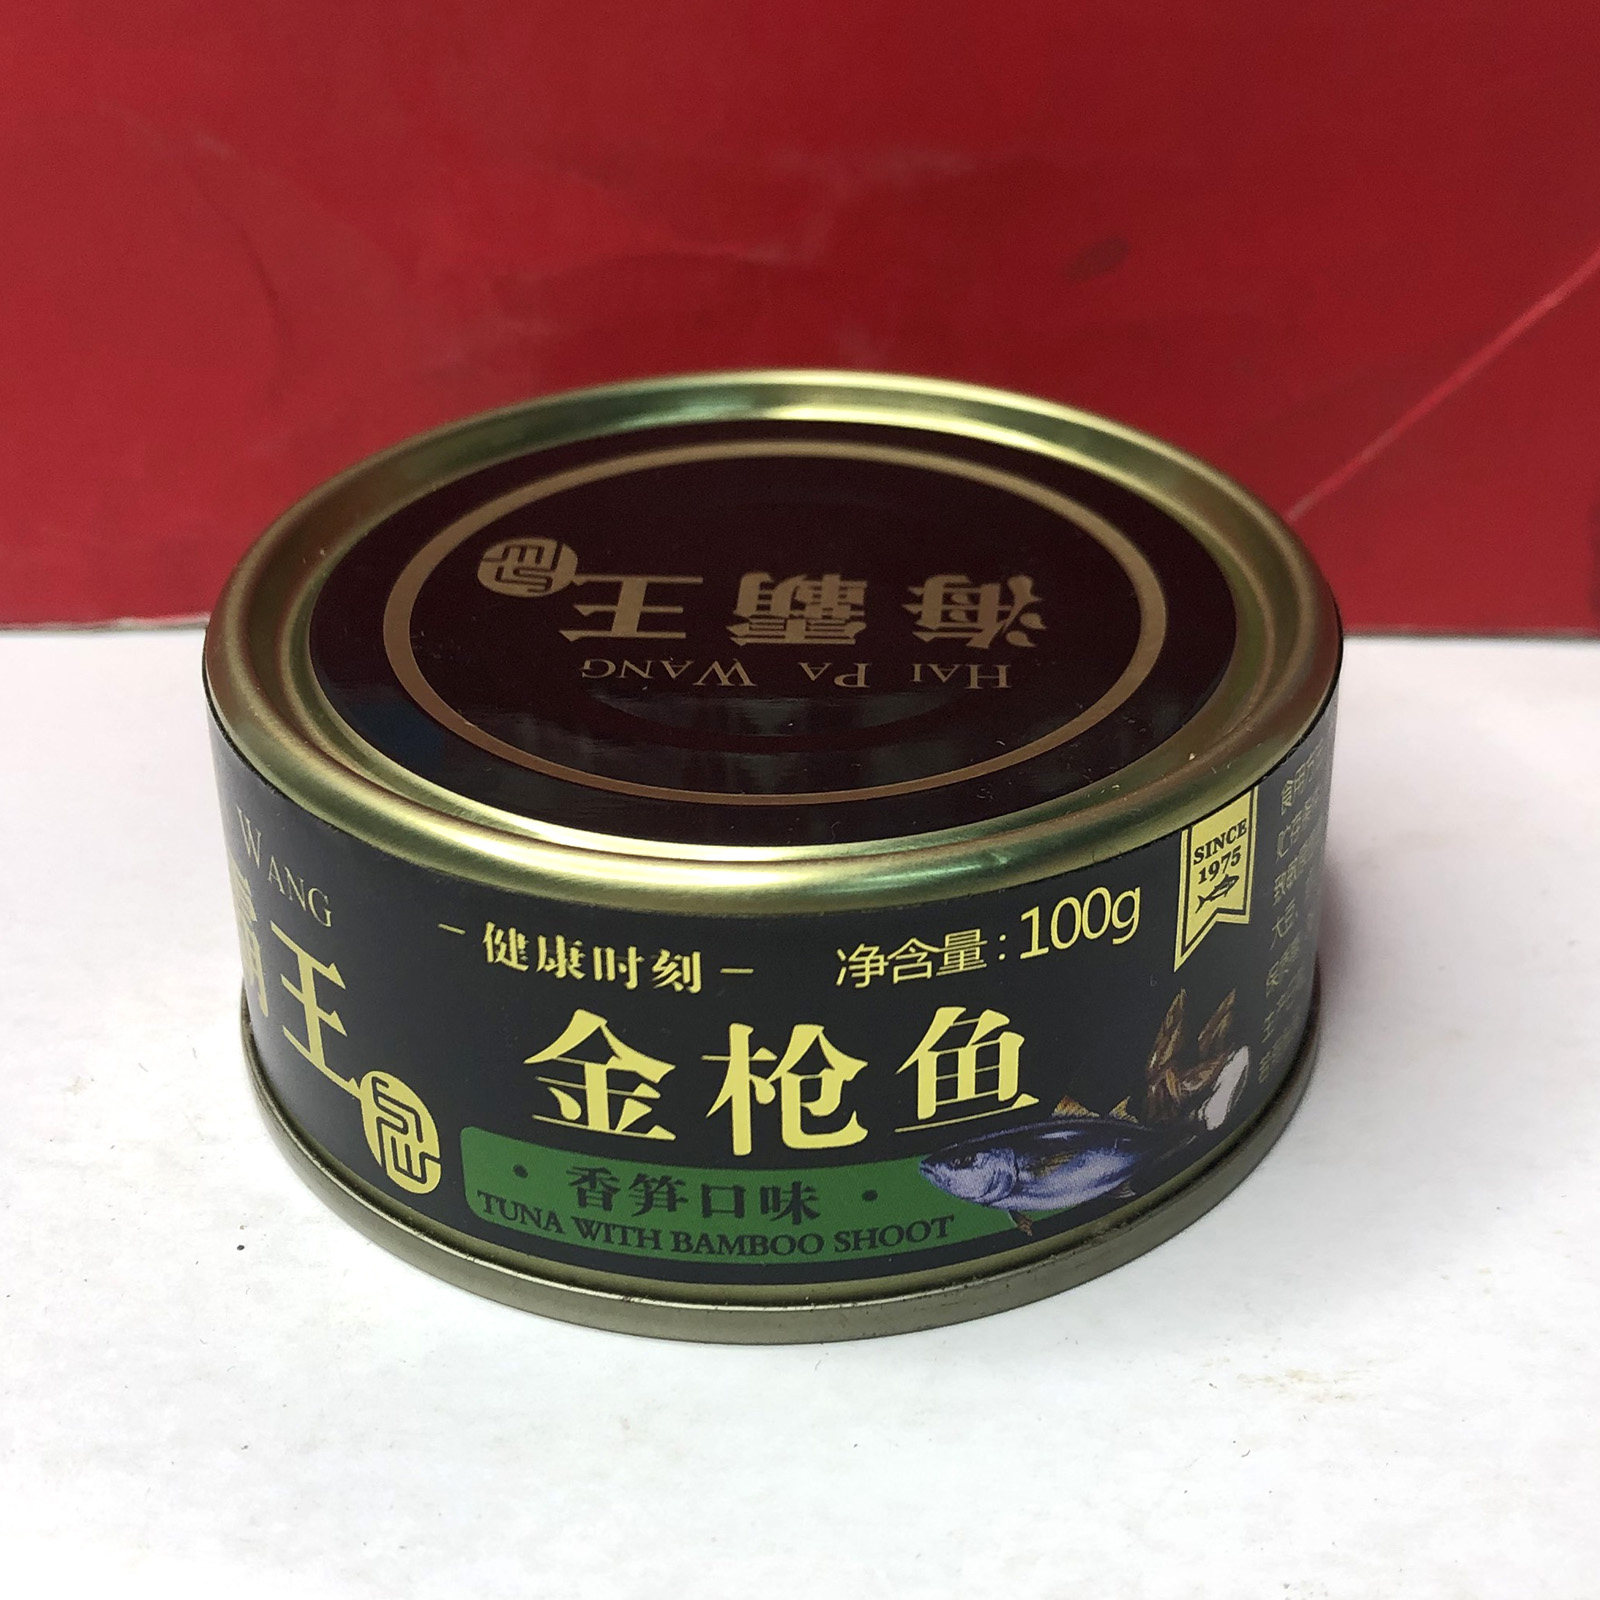 海霸王
HAI PA WANG
WANG
霸王
- 健康时刻 -
净含量:100g
SINCE
1975
金枪鱼
· 香笋口味 ·
TUNA WITH BAMBOO SHOOT